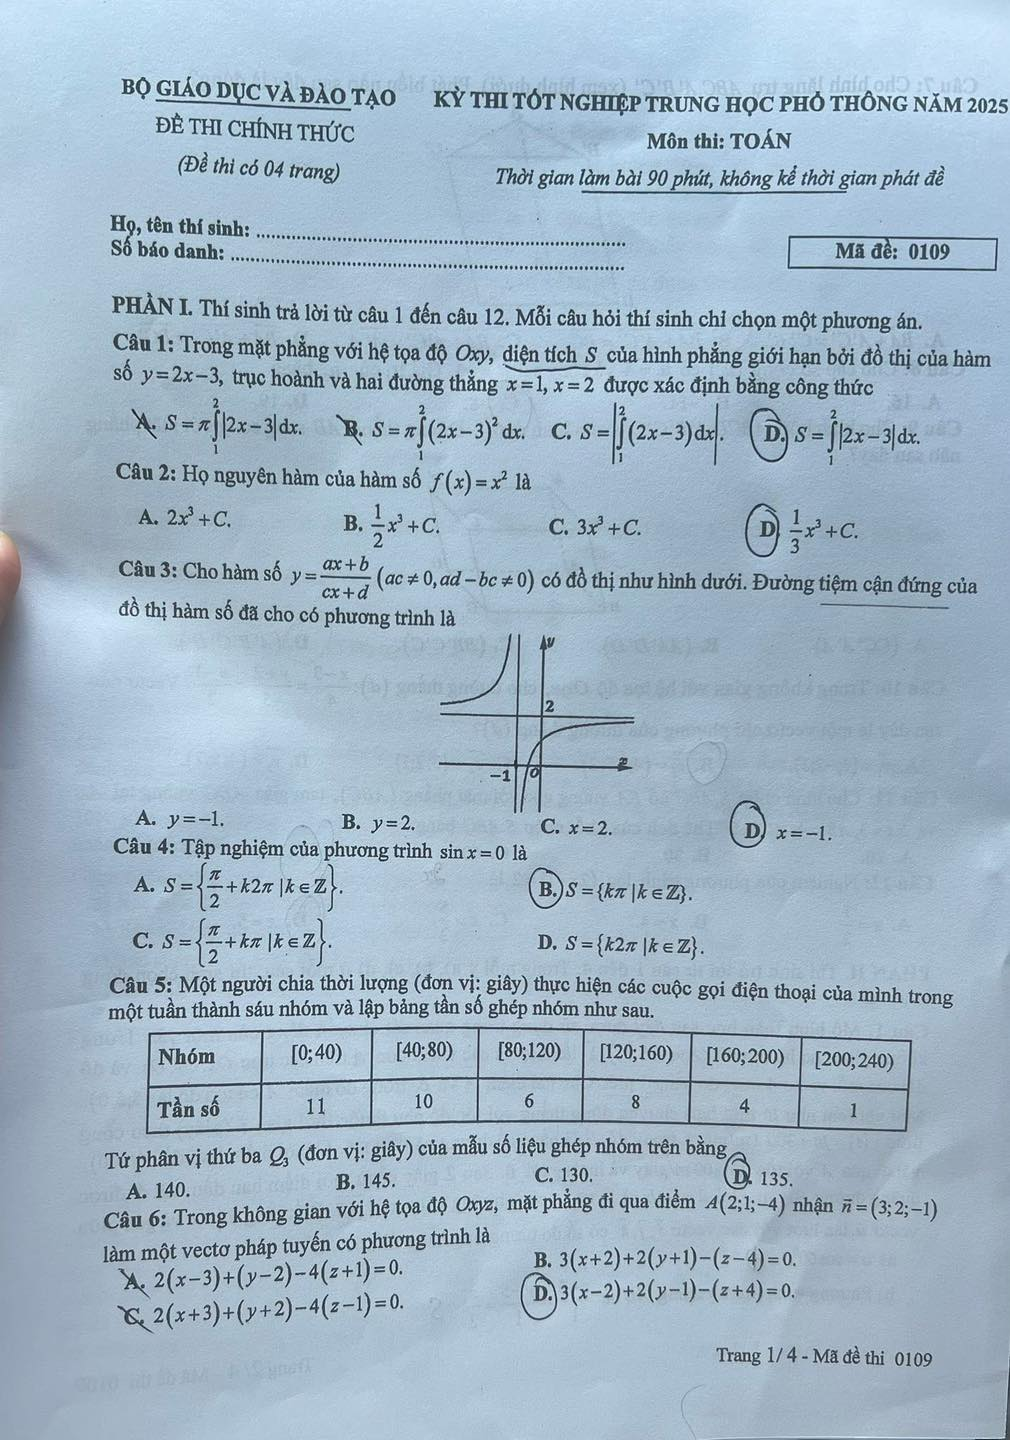 BỘ GIÁO DỤC VÀ ĐÀO TẠO
ĐỀ THI CHÍNH THỨC
(Đề thi có 04 trang)
KỲ THI TỐT NGHIỆP TRUNG HỌC PHỔ THÔNG NĂM 2025
Môn thi: TOÁN
Thời gian làm bài 90 phút, không kể thời gian phát đề
Họ, tên thí sinh:
Số báo danh:
Mã đề: 0109
PHẦN I. Thí sinh trả lời từ câu 1 đến câu 12. Mỗi câu hỏi thí sinh chỉ chọn một phương án.
Câu 1: Trong mặt phẳng với hệ tọa độ Oxy, diện tích S của hình phẳng giới hạn bởi đồ thị của hàm
số y=2x−3, trục hoành và hai đường thẳng x=1, x=2 được xác định bằng công thức
A. S=π∫₁²|2x−3|dx. B. S=π∫₁²(2x−3)²dx. C. S=|∫₁²(2x−3)dx|. D. S=∫₁²|2x−3|dx.
Câu 2: Họ nguyên hàm của hàm số f(x)=x² là
A. 2x³+C. B. 1/2x³+C. C. 3x³+C. D. 1/3x³+C.
Câu 3: Cho hàm số y=(ax+b)/(cx+d) (ac≠0, ad−bc≠0) có đồ thị như hình dưới. Đường tiệm cận đứng của
đồ thị hàm số đã cho có phương trình là
y
2
−1 O x
A. y=−1. B. y=2. C. x=2. D. x=−1.
Câu 4: Tập nghiệm của phương trình sin x=0 là
A. S={π/2+k2π |k∈ℤ}. B. S={kπ |k∈ℤ}.
C. S={π/2+kπ |k∈ℤ}. D. S={k2π |k∈ℤ}.
Câu 5: Một người chia thời lượng (đơn vị: giây) thực hiện các cuộc gọi điện thoại của mình trong
một tuần thành sáu nhóm và lập bảng tần số ghép nhóm như sau.
Nhóm [0;40) [40;80) [80;120) [120;160) [160;200) [200;240)
Tần số 11 10 6 8 4 1
Tứ phân vị thứ ba Q₃ (đơn vị: giây) của mẫu số liệu ghép nhóm trên bằng
A. 140. B. 145. C. 130. D. 135.
Câu 6: Trong không gian với hệ tọa độ Oxyz, mặt phẳng đi qua điểm A(2;1;−4) nhận n⃗=(3;2;−1)
làm một vectơ pháp tuyến có phương trình là
A. 2(x−3)+(y−2)−4(z+1)=0. B. 3(x+2)+2(y+1)−(z−4)=0.
C. 2(x+3)+(y+2)−4(z−1)=0. D. 3(x−2)+2(y−1)−(z+4)=0.
Trang 1/4 - Mã đề thi 0109